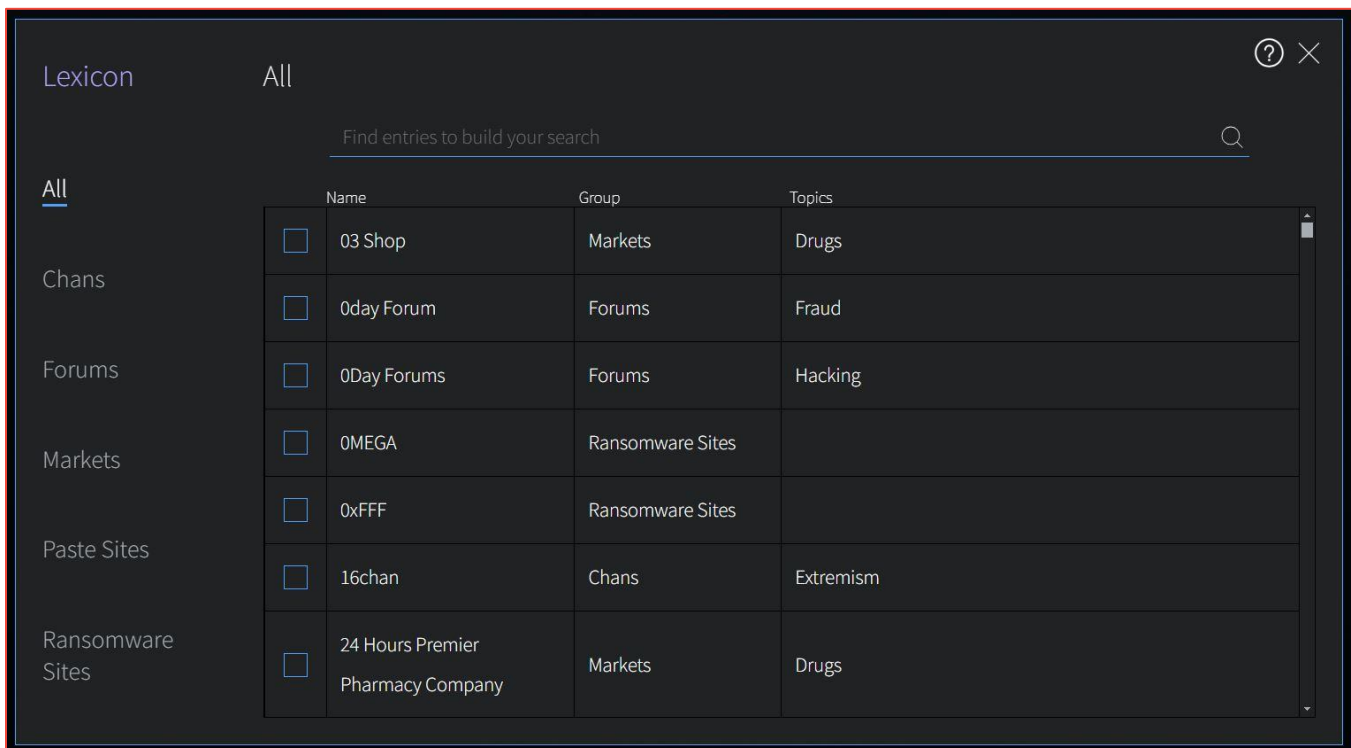 Lexicon
All
Find entries to build your search
All
Chans
Forums
Markets
Paste Sites
Ransomware
Sites
Name Group Topics
03 Shop Markets Drugs
0day Forum Forums Fraud
0Day Forums Forums Hacking
0MEGA Ransomware Sites
0xFFF Ransomware Sites
16chan Chans Extremism
24 Hours Premier
Pharmacy Company Markets Drugs